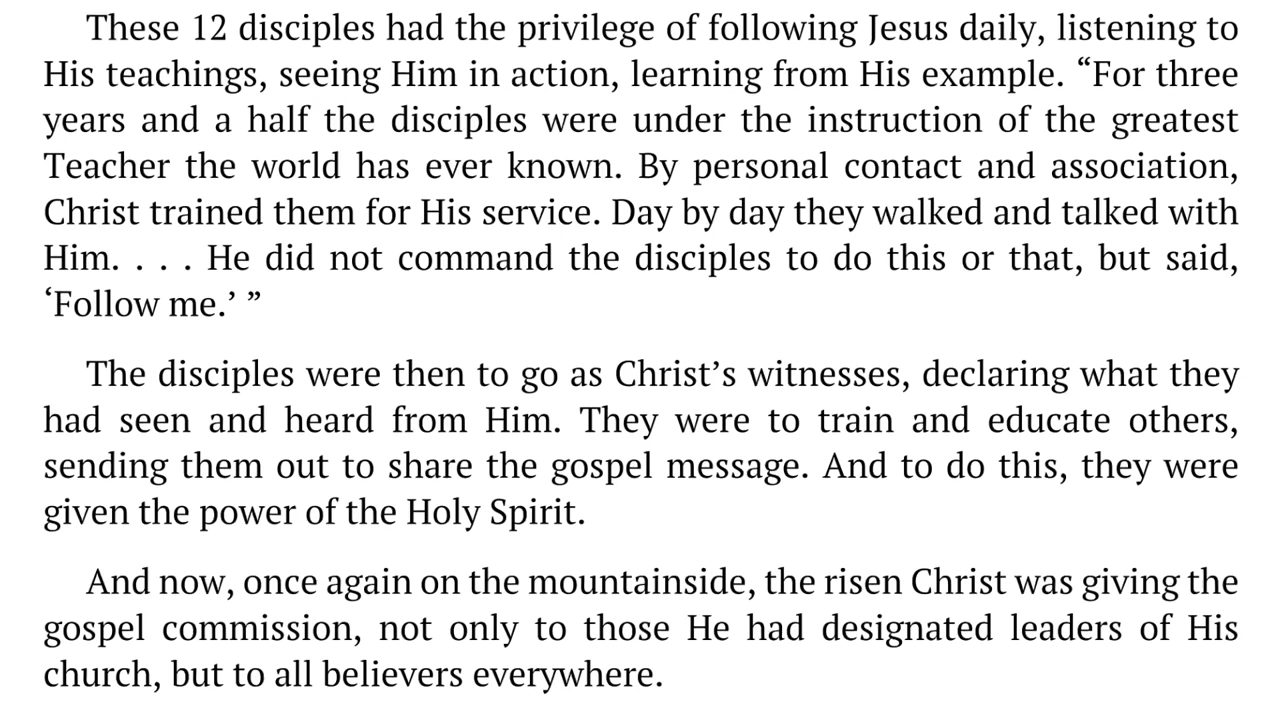 These 12 disciples had the privilege of following Jesus daily, listening to
His teachings, seeing Him in action, learning from His example. “For three
years and a half the disciples were under the instruction of the greatest
Teacher the world has ever known. By personal contact and association,
Christ trained them for His service. Day by day they walked and talked with
Him. . . . He did not command the disciples to do this or that, but said,
‘Follow me.’ ”
The disciples were then to go as Christ’s witnesses, declaring what they
had seen and heard from Him. They were to train and educate others,
sending them out to share the gospel message. And to do this, they were
given the power of the Holy Spirit.
And now, once again on the mountainside, the risen Christ was giving the
gospel commission, not only to those He had designated leaders of His
church, but to all believers everywhere.